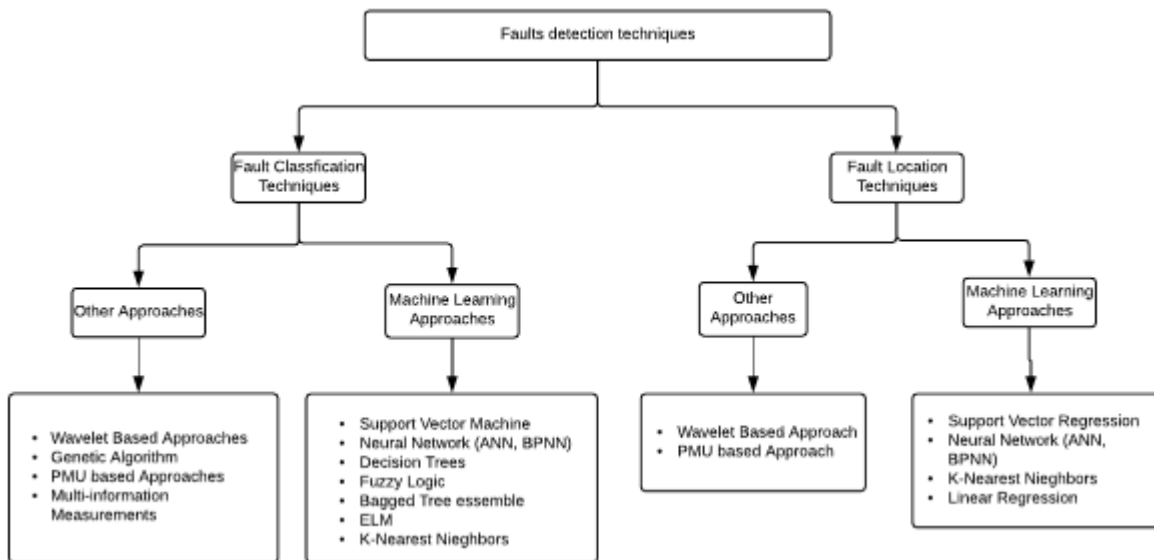 Faults detection techniques
Fault Classfication
Techniques
Fault Location
Techniques
Other Approaches
Machine Learning
Approaches
Other
Approaches
Machine Learning
Approaches
• Wavelet Based Approaches
• Genetic Algorithm
• PMU based Approaches
• Multi-information
Measurements
• Support Vector Machine
• Neural Network (ANN, BPNN)
• Decision Trees
• Fuzzy Logic
• Bagged Tree essemble
• ELM
• K-Nearest Nieghbors
• Wavelet Based Approach
• PMU based Approach
• Support Vector Regression
• Neural Network (ANN,
BPNN)
• K-Nearest Nieghbors
• Linear Regression